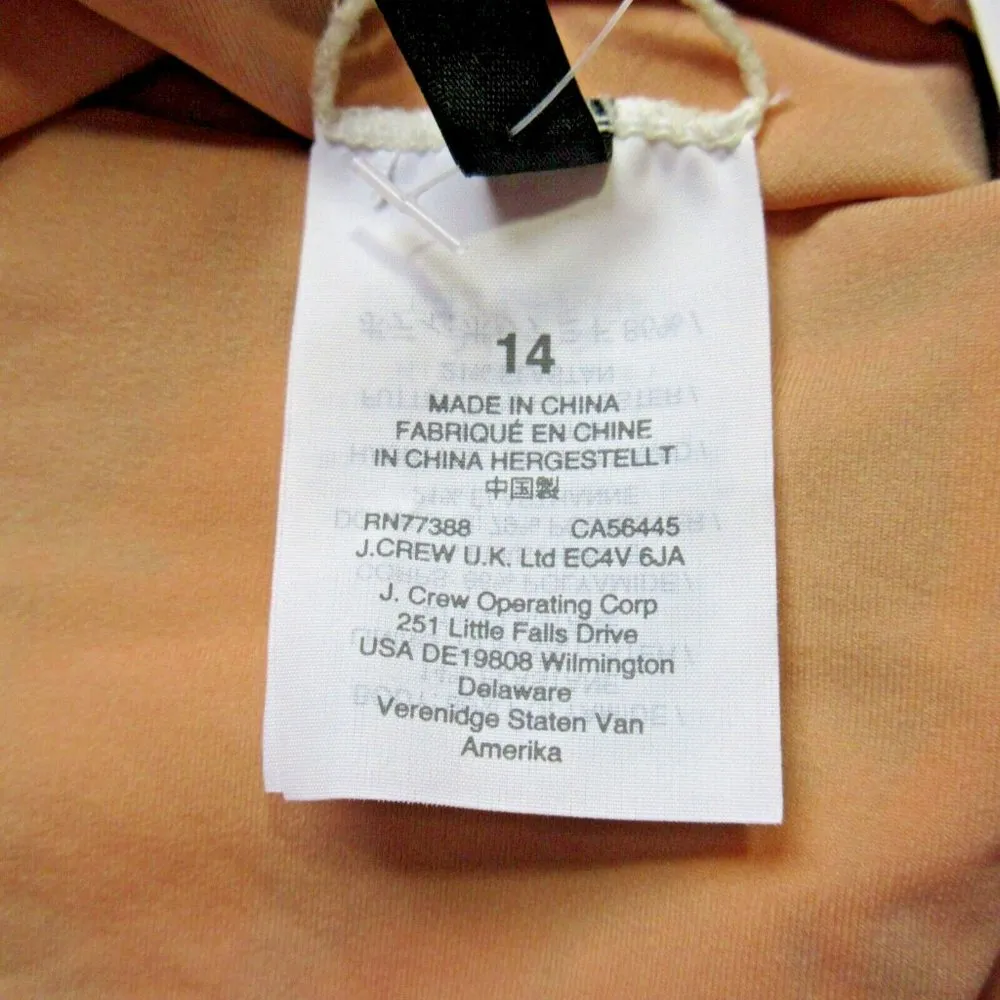 14
MADE IN CHINA
FABRIQUÉ EN CHINE
IN CHINA HERGESTELLT
中国製
RN77388 CA56445
J.CREW U.K. Ltd EC4V 6JA
J. Crew Operating Corp
251 Little Falls Drive
USA DE19808 Wilmington
Delaware
Verenidge Staten Van
Amerika